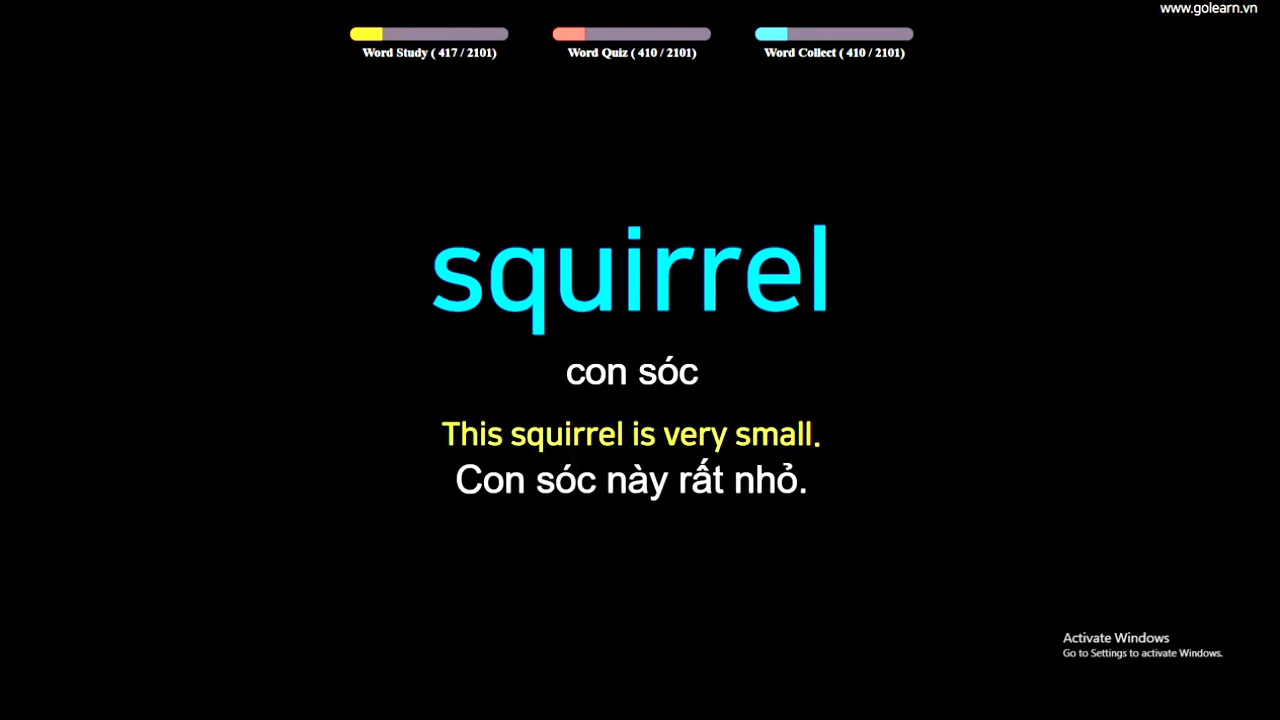 www.golearn.vn
Word Study ( 417 / 2101)
Word Quiz ( 410 / 2101)
Word Collect ( 410 / 2101)
squirrel
con sóc
This squirrel is very small.
Con sóc này rất nhỏ.
Activate Windows
Go to Settings to activate Windows.